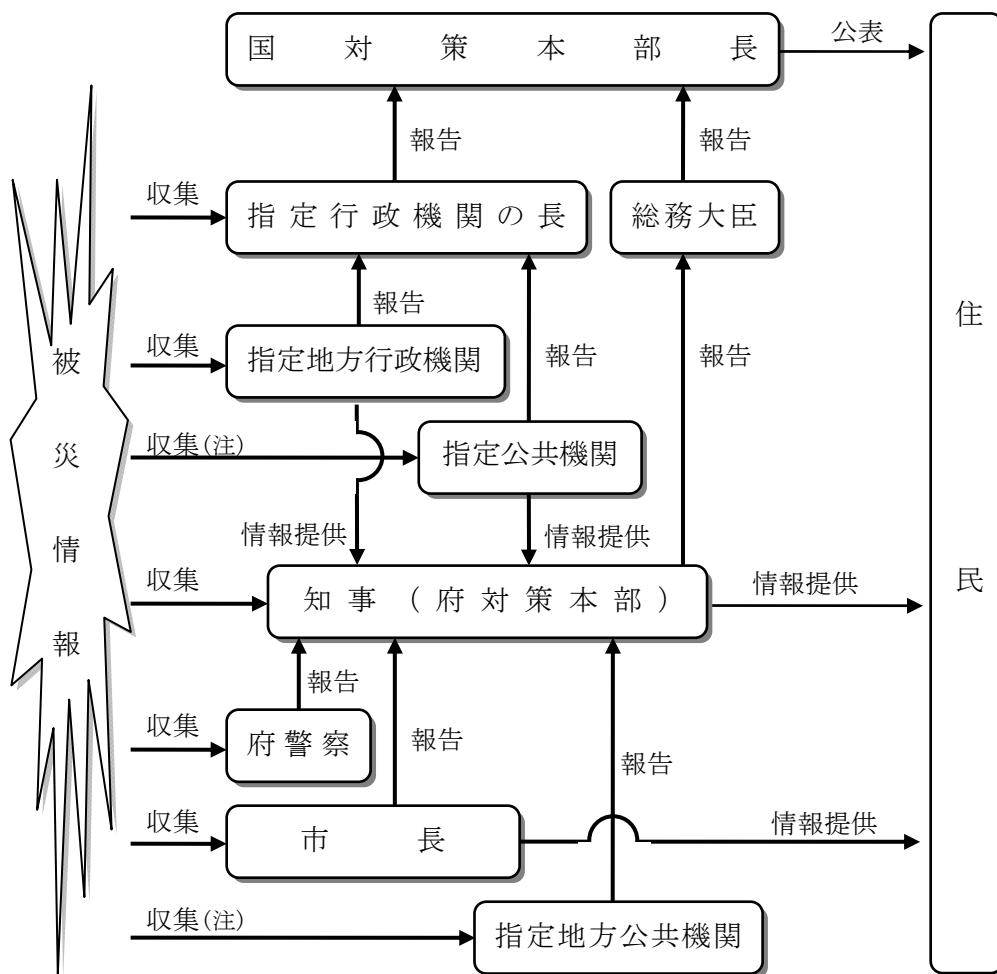 国対策本部長
公表
報告
報告
収集
指定行政機関の長
総務大臣
報告
収集
指定地方行政機関
報告
報告
収集(注)
指定公共機関
情報提供
情報提供
収集
知事(府対策本部)
情報提供
報告
収集
府警察
報告
報告
収集
市長
情報提供
収集(注)
指定地方公共機関
被災情報
住民